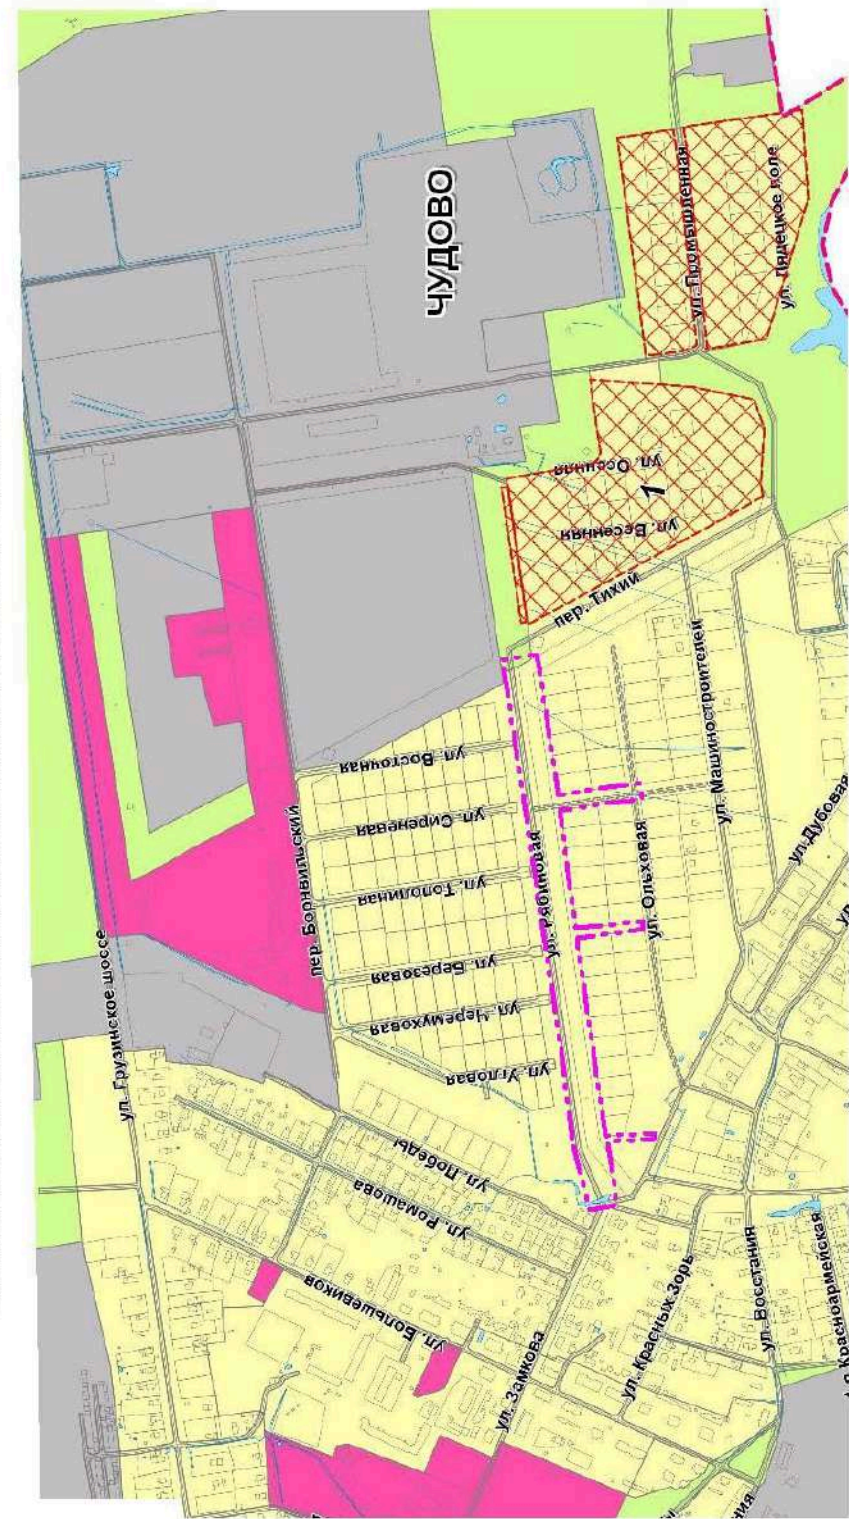 ЧУДОВО
ул. Промышленная
ул. Лядецкое поле
ул. Осенняя
1
ул. Весенняя
пер. Тихий
ул. Машиностроителей
ул. Восточная
ул. Сиреневая
ул. Тополиная
ул. Березовая
ул. Черемуховая
ул. Угловая
пер. Борнвильский
ул. Рябиновая
ул. Ольховая
ул. Дубовая
ул. Грузинское шоссе
ул. Победы
ул. Ромашова
ул. Большевиков
ул. Замкова
ул. Красных Зорь
ул. Восстания
Красноармейская